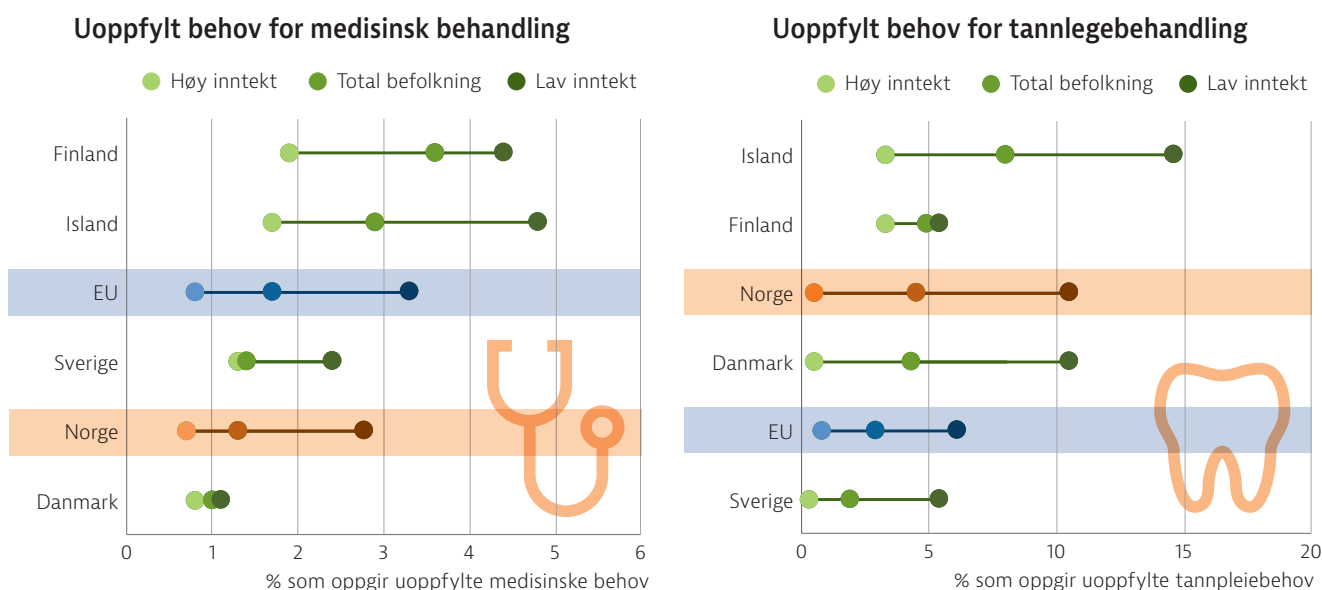 Uoppfylt behov for medisinsk behandling
Høy inntekt Total befolkning Lav inntekt
Finland
Island
EU
Sverige
Norge
Danmark
0 1 2 3 4 5 6
% som oppgir uoppfylte medisinske behov
Uoppfylt behov for tannlegebehandling
Høy inntekt Total befolkning Lav inntekt
Island
Finland
Norge
Danmark
EU
Sverige
0 5 10 15 20
% som oppgir uoppfylte tannpleiebehov